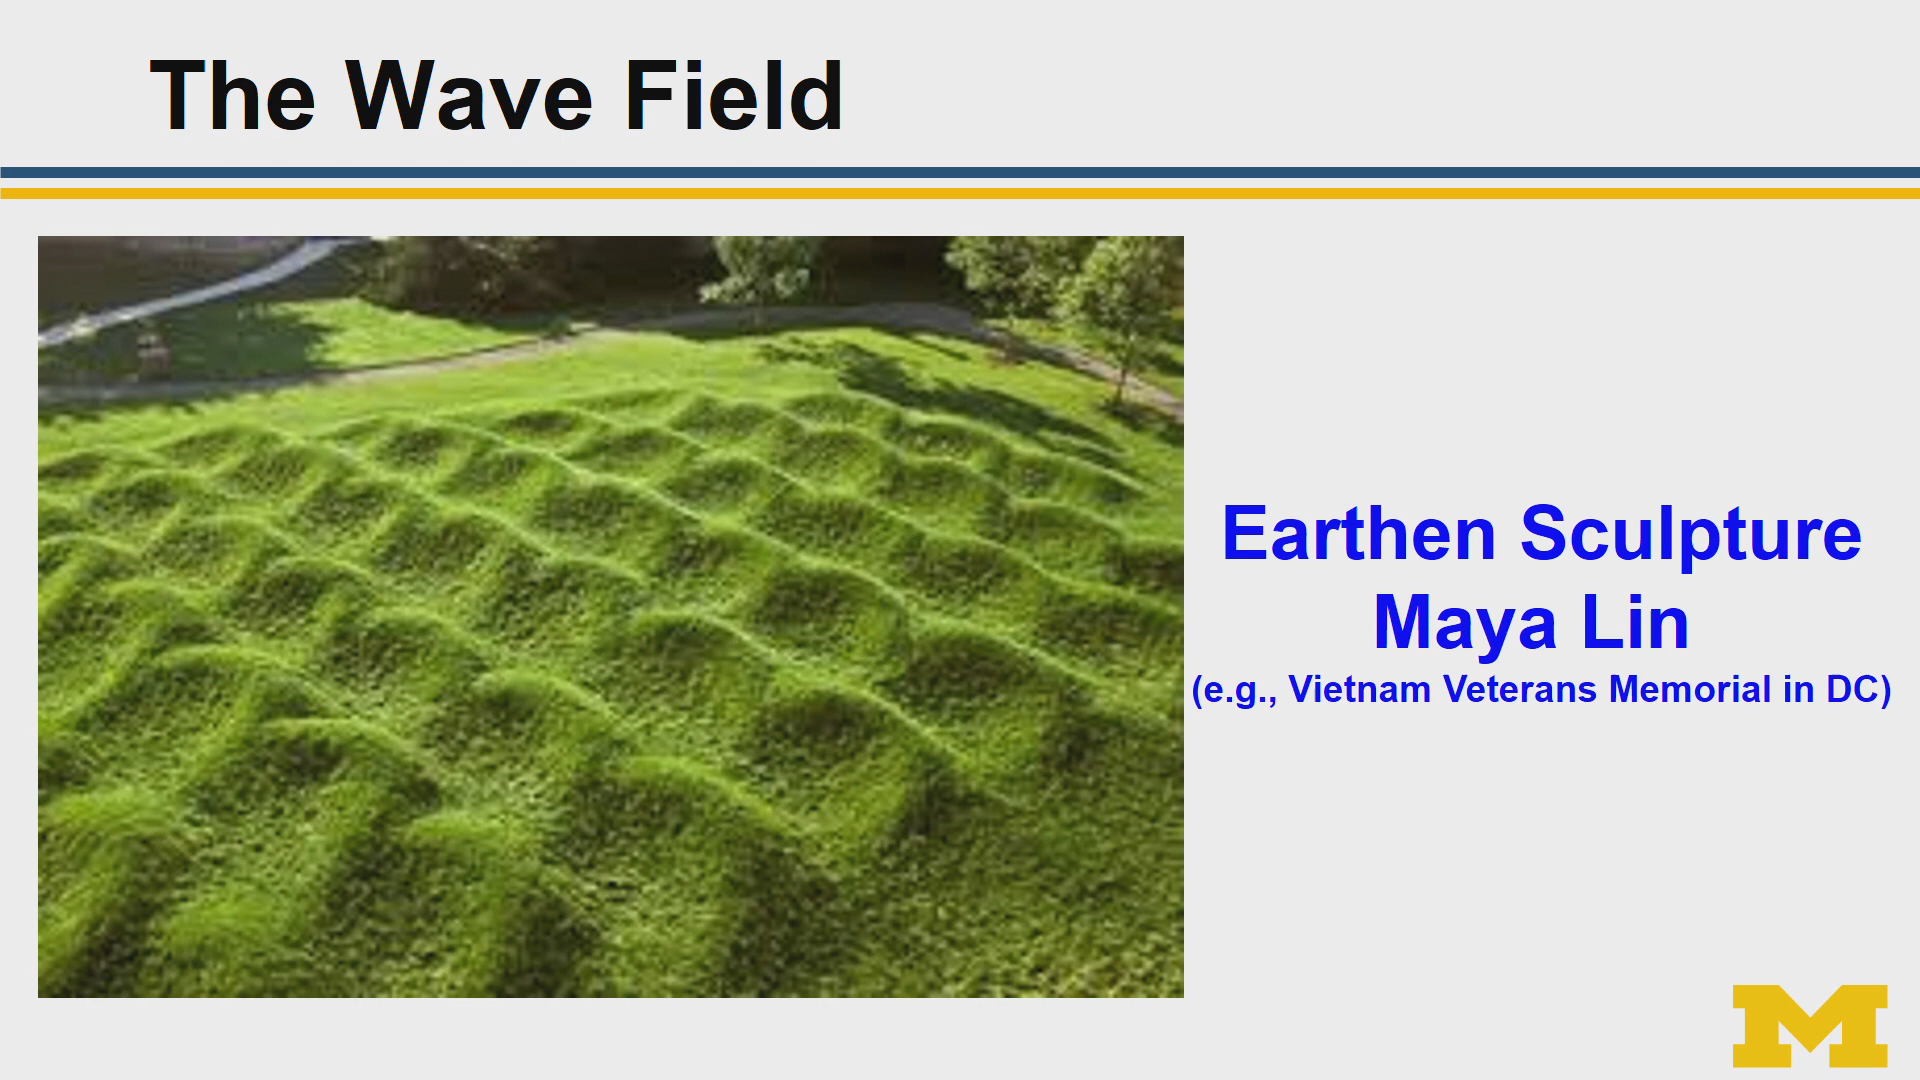 The Wave Field
Earthen Sculpture
Maya Lin
(e.g., Vietnam Veterans Memorial in DC)
M